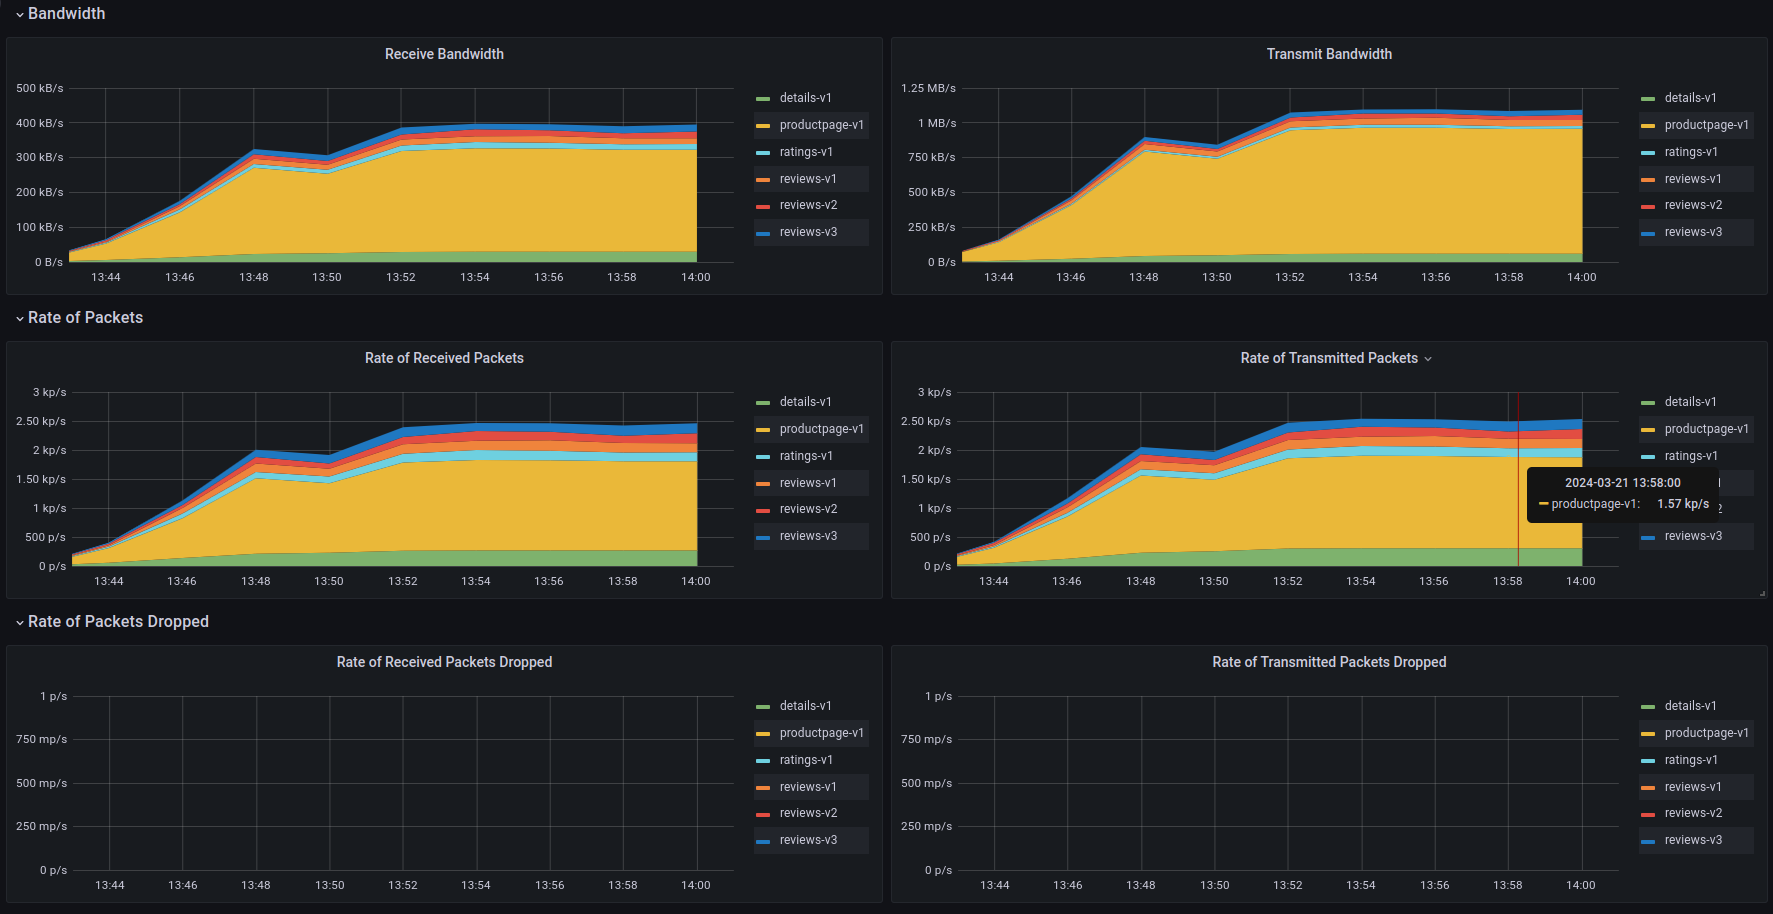 Bandwidth
Receive Bandwidth
500 kB/s
400 kB/s
300 kB/s
200 kB/s
100 kB/s
0 B/s
13:44 13:46 13:48 13:50 13:52 13:54 13:56 13:58 14:00
details-v1
productpage-v1
ratings-v1
reviews-v1
reviews-v2
reviews-v3
Transmit Bandwidth
1.25 MB/s
1 MB/s
750 kB/s
500 kB/s
250 kB/s
0 B/s
13:44 13:46 13:48 13:50 13:52 13:54 13:56 13:58 14:00
details-v1
productpage-v1
ratings-v1
reviews-v1
reviews-v2
reviews-v3
Rate of Packets
Rate of Received Packets
3 kp/s
2.50 kp/s
2 kp/s
1.50 kp/s
1 kp/s
500 p/s
0 p/s
13:44 13:46 13:48 13:50 13:52 13:54 13:56 13:58 14:00
details-v1
productpage-v1
ratings-v1
reviews-v1
reviews-v2
reviews-v3
Rate of Transmitted Packets
3 kp/s
2.50 kp/s
2 kp/s
1.50 kp/s
1 kp/s
500 p/s
0 p/s
13:44 13:46 13:48 13:50 13:52 13:54 13:56 13:58 14:00
details-v1
productpage-v1
ratings-v1
2024-03-21 13:58:00
productpage-v1: 1.57 kp/s
reviews-v3
Rate of Packets Dropped
Rate of Received Packets Dropped
1 p/s
750 mp/s
500 mp/s
250 mp/s
0 p/s
13:44 13:46 13:48 13:50 13:52 13:54 13:56 13:58 14:00
details-v1
productpage-v1
ratings-v1
reviews-v1
reviews-v2
reviews-v3
Rate of Transmitted Packets Dropped
1 p/s
750 mp/s
500 mp/s
250 mp/s
0 p/s
13:44 13:46 13:48 13:50 13:52 13:54 13:56 13:58 14:00
details-v1
productpage-v1
ratings-v1
reviews-v1
reviews-v2
reviews-v3